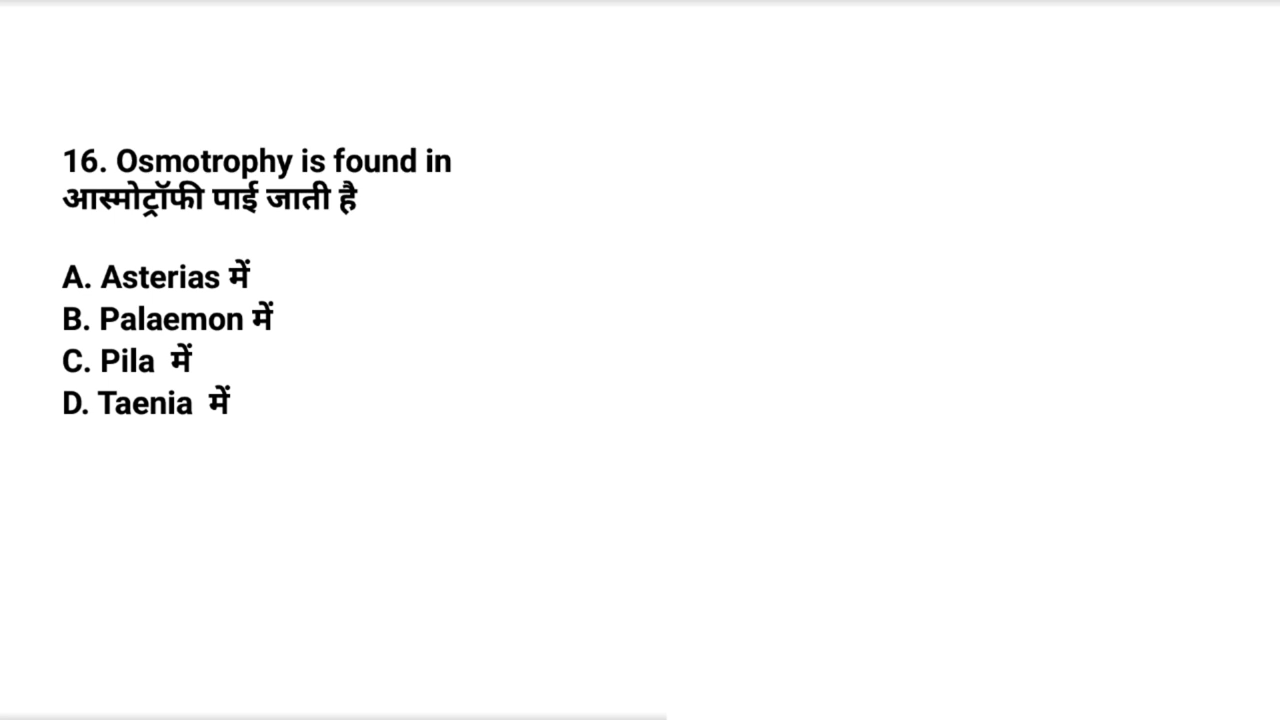 16. Osmotrophy is found in
आस्मोट्रॉफी पाई जाती है
A. Asterias में
B. Palaemon में
C. Pila में
D. Taenia में